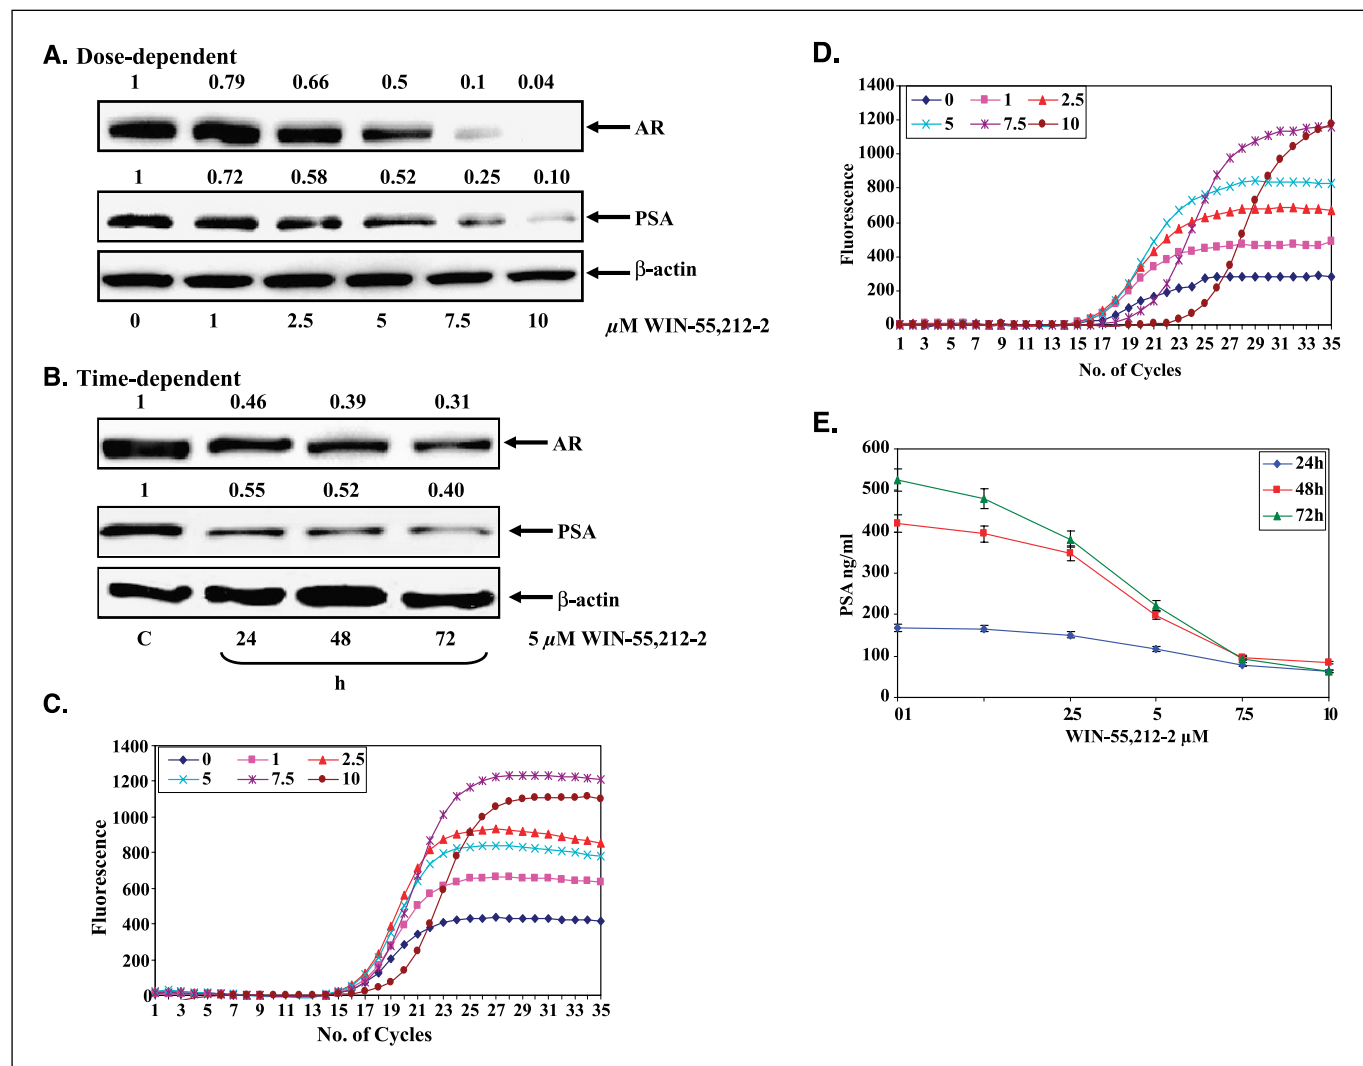 A. Dose-dependent
1 0.79 0.66 0.5 0.1 0.04
AR
1 0.72 0.58 0.52 0.25 0.10
PSA
β-actin
0 1 2.5 5 7.5 10 μM WIN-55,212-2
B. Time-dependent
1 0.46 0.39 0.31
AR
1 0.55 0.52 0.40
PSA
β-actin
C 24 48 72 5 μM WIN-55,212-2
h
C.
1400
1200
1000
800
600
400
200
0
0 1 2.5
5 7.5 10
Fluorescence
1 3 5 7 9 11 13 15 17 19 21 23 25 27 29 31 33 35
No. of Cycles
D.
1400
1200
1000
800
600
400
200
0
0 1 2.5
5 7.5 10
Fluorescence
1 3 5 7 9 11 13 15 17 19 21 23 25 27 29 31 33 35
No. of Cycles
E.
600
500
400
300
200
100
0
24h
48h
72h
PSA ng/ml
01 25 5 75 10
WIN-55,212-2 μM